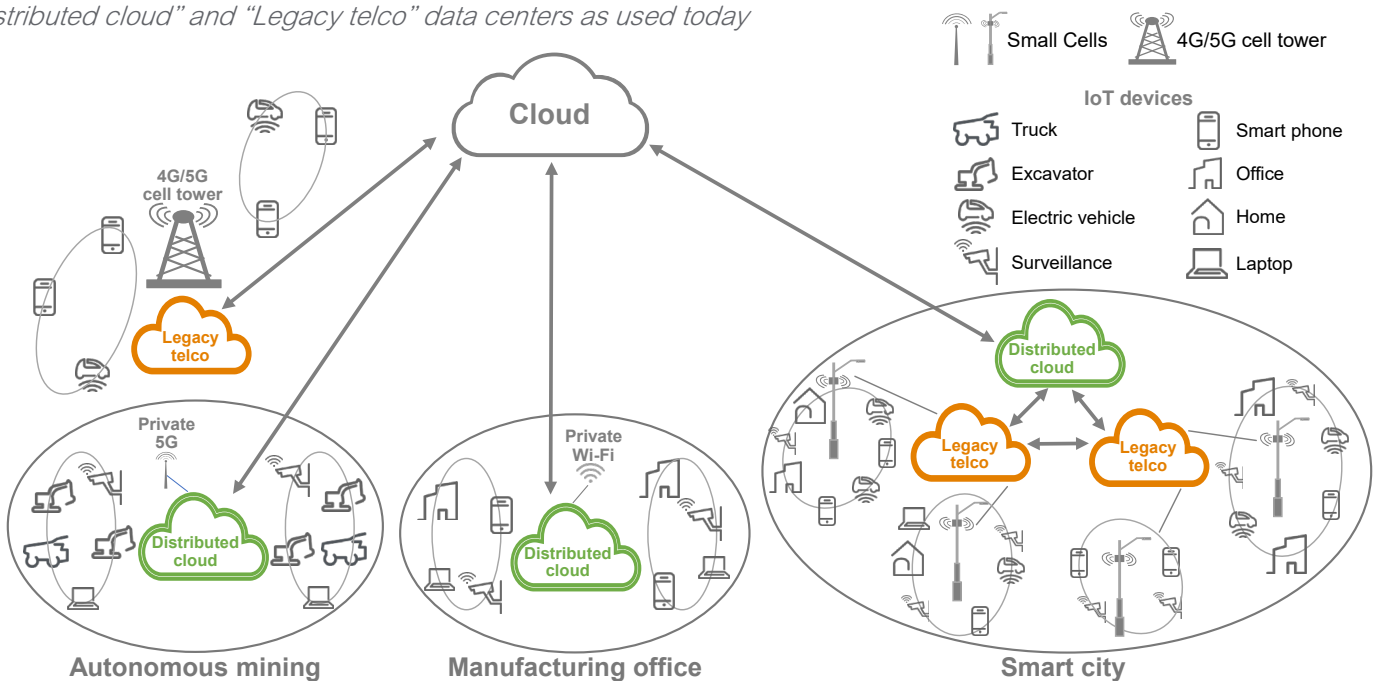 “Legacy telco” data centers as used today
cloud” and
Small Cells
4G/5G cell tower
IoT devices
Truck
Smart phone
Excavator
Office
Electric vehicle
Home
Surveillance
Laptop
Cloud
4G/5G
cell tower
Legacy
telco
Private
5G
Distributed
cloud
Autonomous mining
Private
Wi-Fi
Distributed
cloud
Manufacturing office
Distributed
cloud
Legacy
telco
Legacy
telco
Smart city